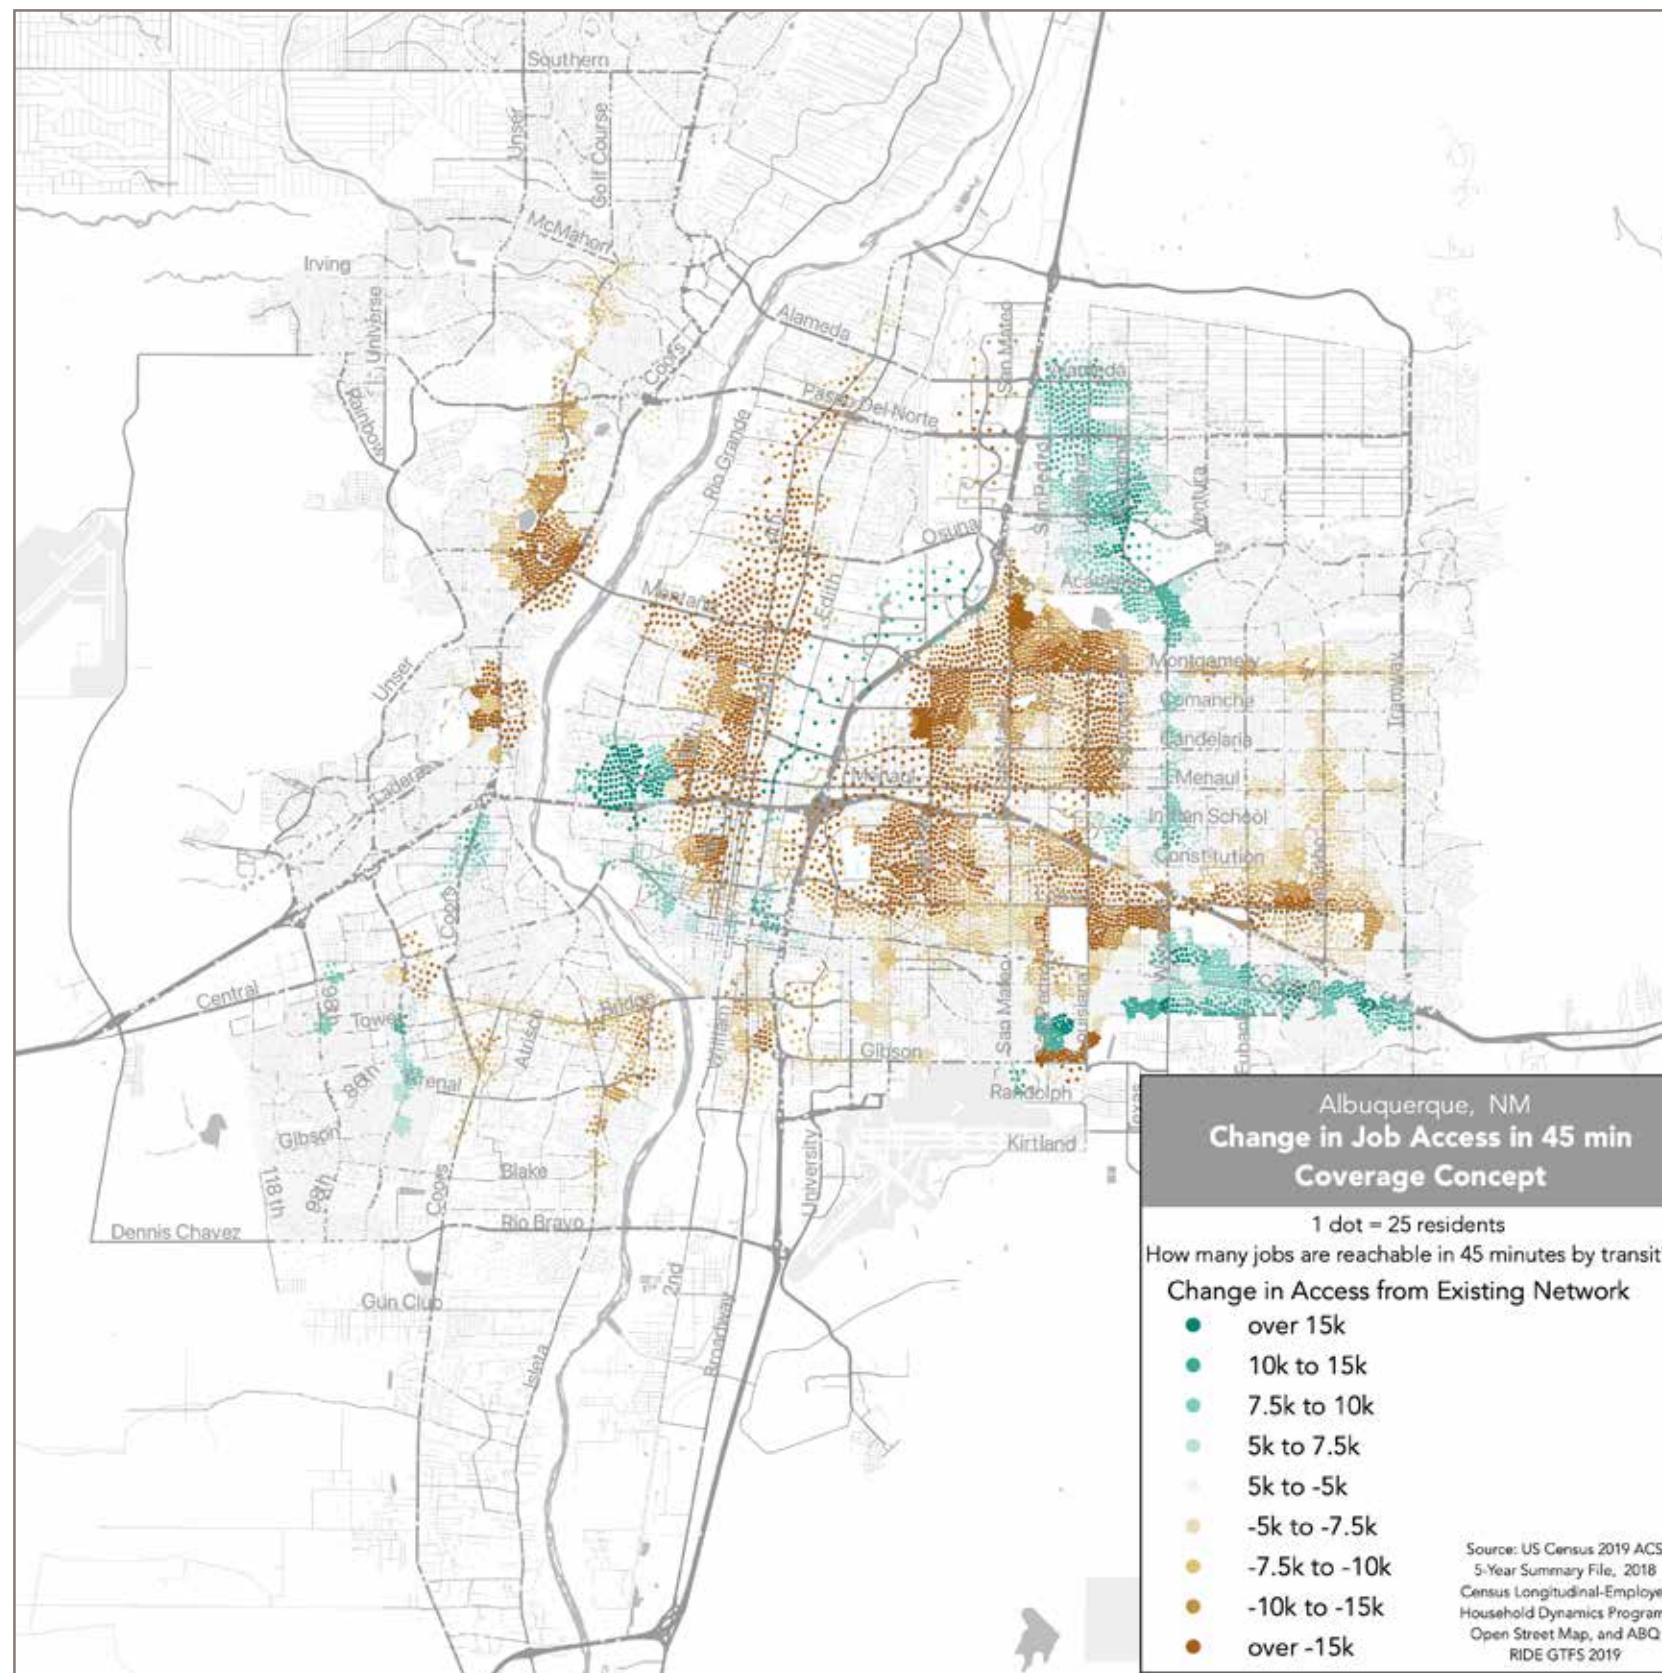 Southern
Unser
Golf Course
McMahon
Irving
Universe
Rainbow
Coors
Alameda
San Mateo
Alameda
Paseo Del Norte
Rio Grande
San Pedro
Ventura
4th
Osuna
Edith
Academy
Montano
Montgomery
Unser
Tramway
Comanche
Candelaria
Menaul
Menaul
Ladera
Indian School
Constitution
Coors
Central
98th
Tower
Bridge
Atrisco
William
San Mateo
Louisiana
Gibson
86th
Arenal
Randolph
Texas
Gibson
Kirtland
118 th
98th
Coors
Blake
University
Dennis Chavez
Rio Bravo
2nd
Gun Club
Isleta
Broadway
Albuquerque, NM
Change in Job Access in 45 min
Coverage Concept
1 dot = 25 residents
How many jobs are reachable in 45 minutes by transit
Change in Access from Existing Network
over 15k
10k to 15k
7.5k to 10k
5k to 7.5k
5k to -5k
-5k to -7.5k
-7.5k to -10k
-10k to -15k
over -15k
Source: US Census 2019 ACS
5-Year Summary File, 2018
Census Longitudinal-Employe
Household Dynamics Program
Open Street Map, and ABQ
RIDE GTFS 2019